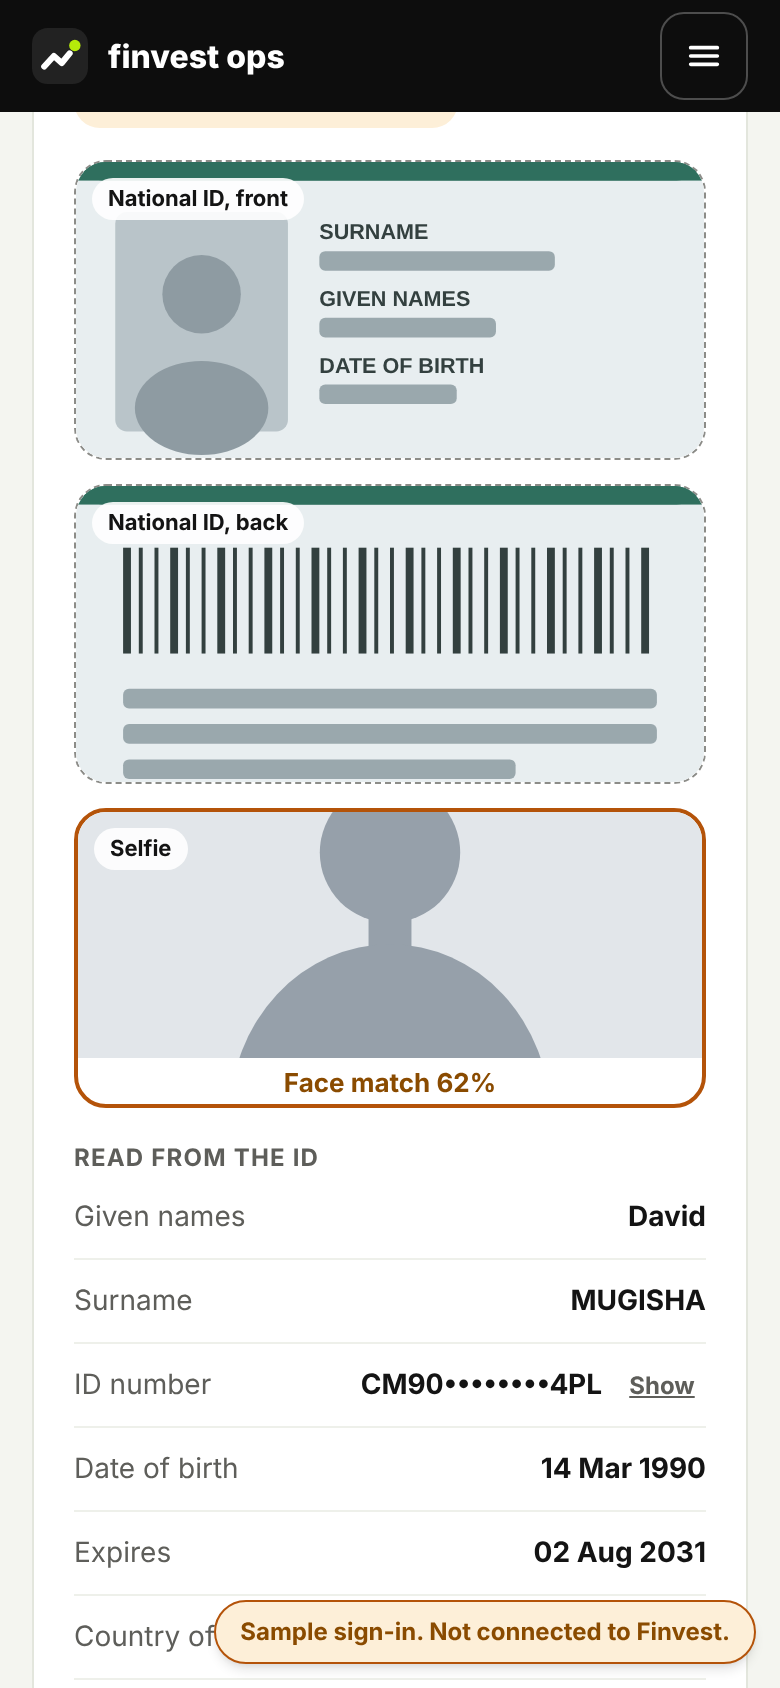 finvest ops
National ID, front
SURNAME
GIVEN NAMES
DATE OF BIRTH
National ID, back
Selfie
Face match 62%
READ FROM THE ID
Given names David
Surname MUGISHA
ID number CM90••••••••4PL Show
Date of birth 14 Mar 1990
Expires 02 Aug 2031
Country of
Sample sign-in. Not connected to Finvest.